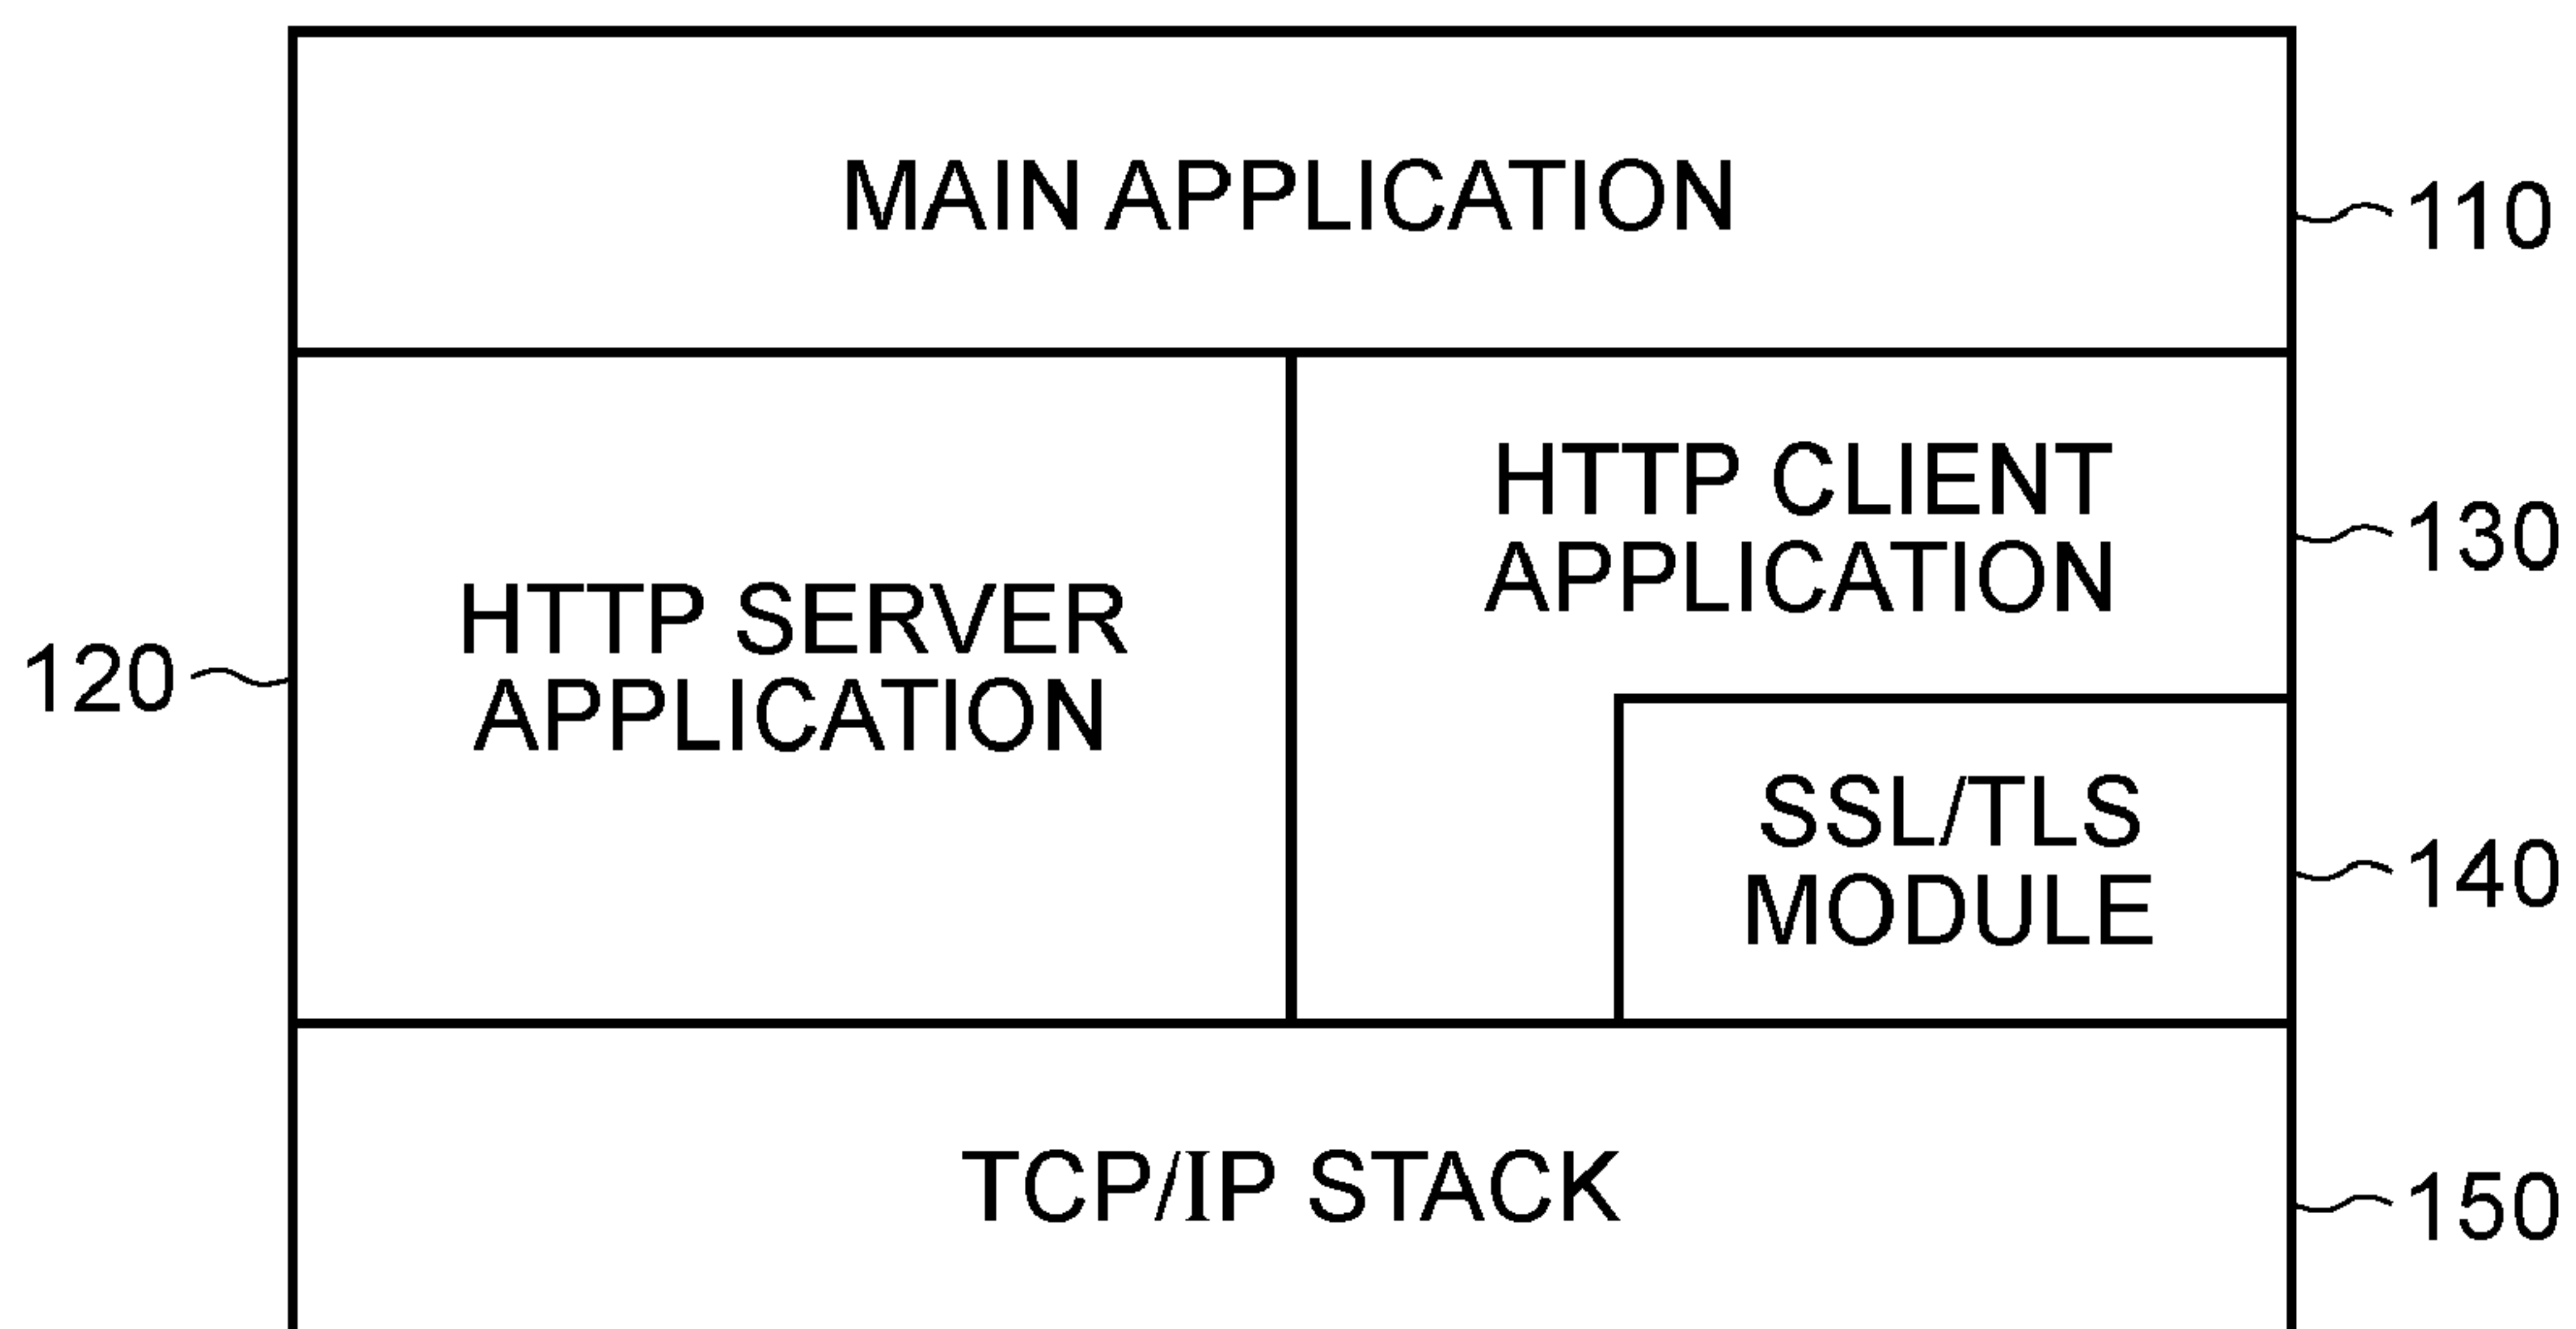 MAIN APPLICATION
110
HTTP CLIENT
APPLICATION
130
HTTP SERVER
APPLICATION
120
SSL/TLS
MODULE
140
TCP/IP STACK
150